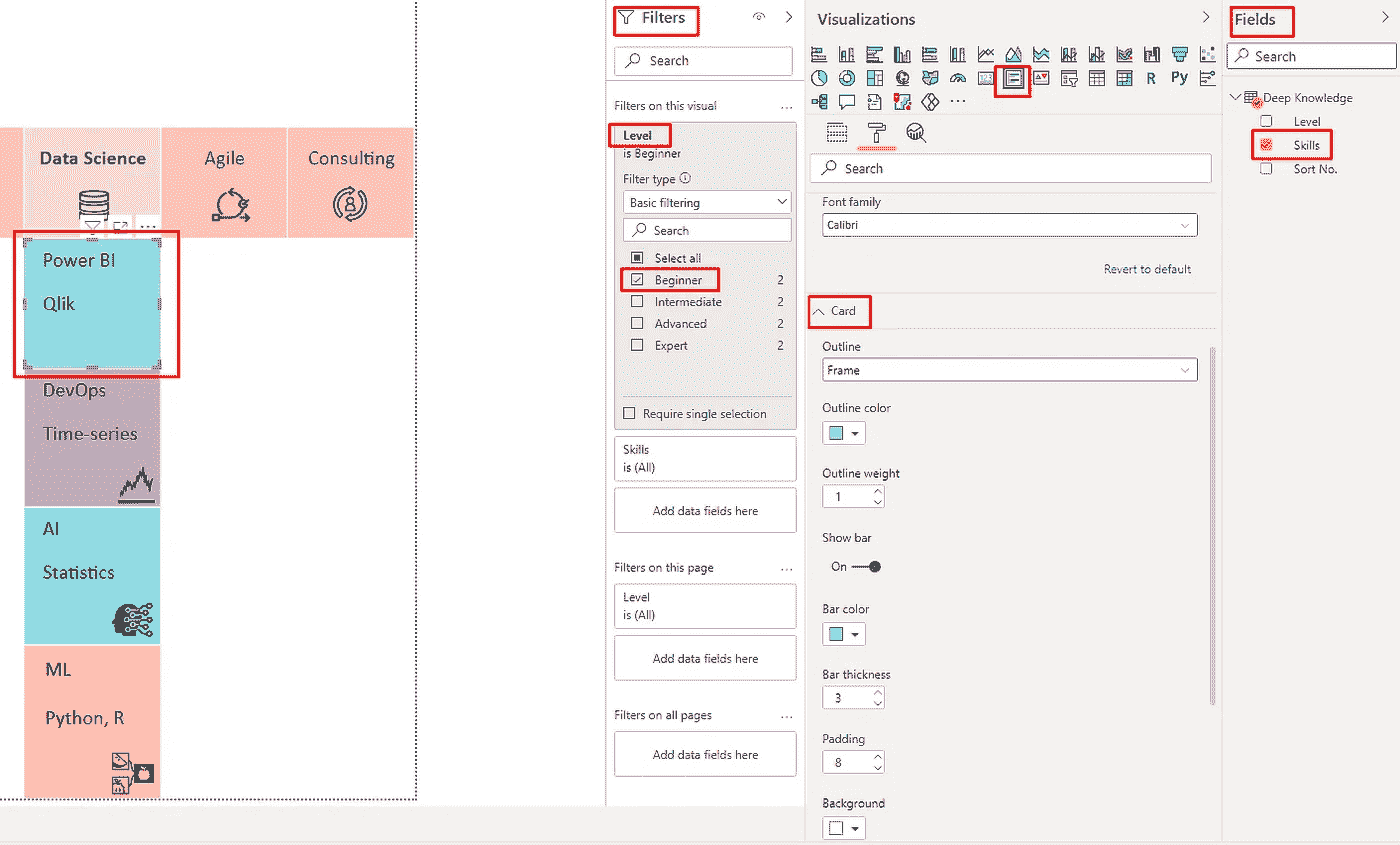 Data Science
Agile
Consulting
Power BI
Qlik
DevOps
Time-series
AI
Statistics
ML
Python, R
Filters
Search
Filters on this visual
...
Level
is Beginner
Filter type
Basic filtering
Search
Select all
Beginner 2
Intermediate 2
Advanced 2
Expert 2
Require single selection
Skills
is (All)
Add data fields here
Filters on this page
...
Level
is (All)
Add data fields here
Filters on all pages
...
Add data fields here
Visualizations
123
R
Py
...
Search
Font family
Calibri
Revert to default
Card
Outline
Frame
Outline color
Outline weight
1
Show bar
On
Bar color
Bar thickness
3
Padding
8
Background
Fields
Search
Deep Knowledge
Level
Skills
Sort No.